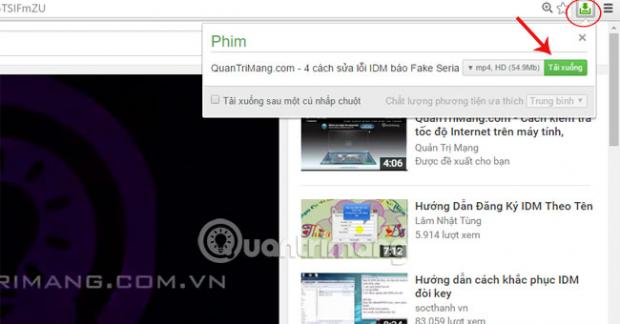 TSIFmZU
Phim
QuanTriMang.com - 4 cách sửa lỗi IDM báo Fake Seria
▼ mp4, HD (54.9Mb)
Tải xuống
Tải xuống sau một cú nhấp chuột
Chất lượng phương tiện ưa thích
Trung bình
QuanTriMang.com - Cách kiểm tra
tốc độ Internet trên máy tính,
Quản Trị Mạng
Được đề xuất cho bạn
4:06
Hướng Dẫn Đăng Ký IDM Theo Tên
Lâm Nhật Tùng
5.914 lượt xem
7:12
Quantrimang
TRIMANG.COM.VN
Hướng dẫn cách khắc phục IDM
đòi key
socthanh vn
83.059 lượt xem
8:24